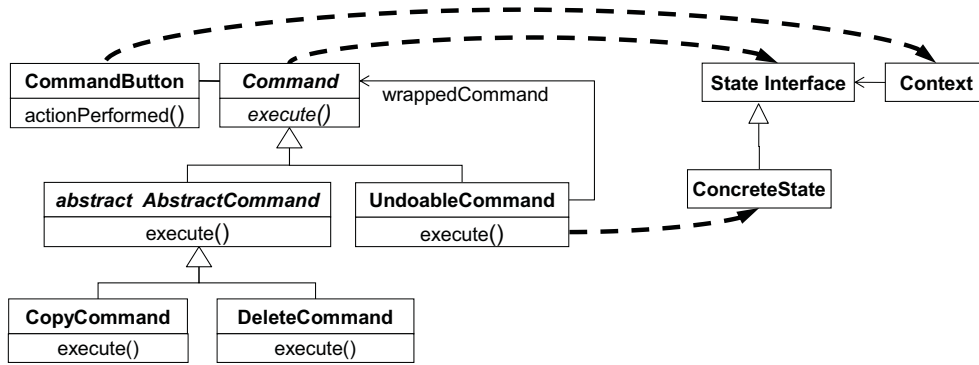 CommandButton
actionPerformed()
Command
execute()
wrappedCommand
State Interface
Context
ConcreteState
abstract AbstractCommand
execute()
UndoableCommand
execute()
CopyCommand
execute()
DeleteCommand
execute()